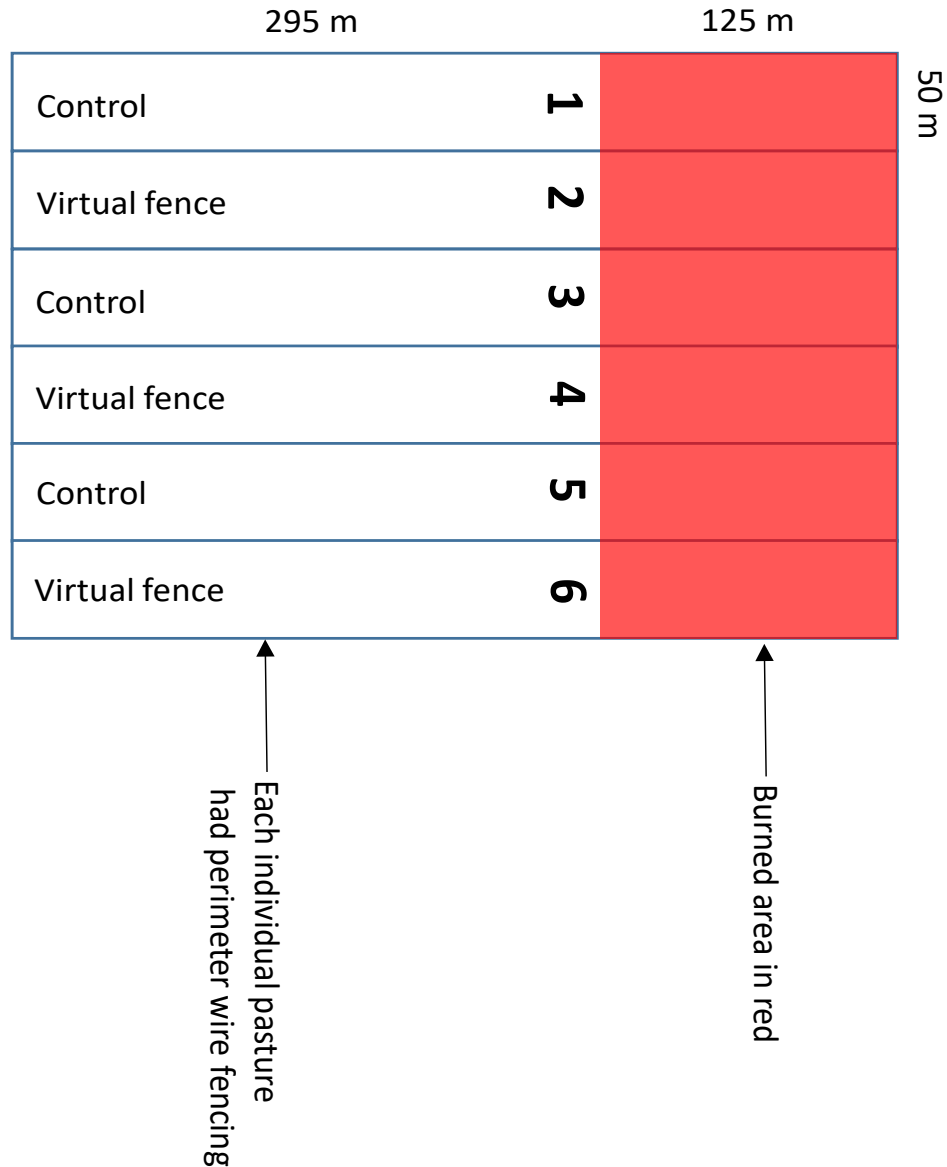 295 m
125 m
50 m
Control
1
Virtual fence
2
Control
3
Virtual fence
4
Control
5
Virtual fence
6
Each individual pasture
had perimeter wire fencing
Burned area in red